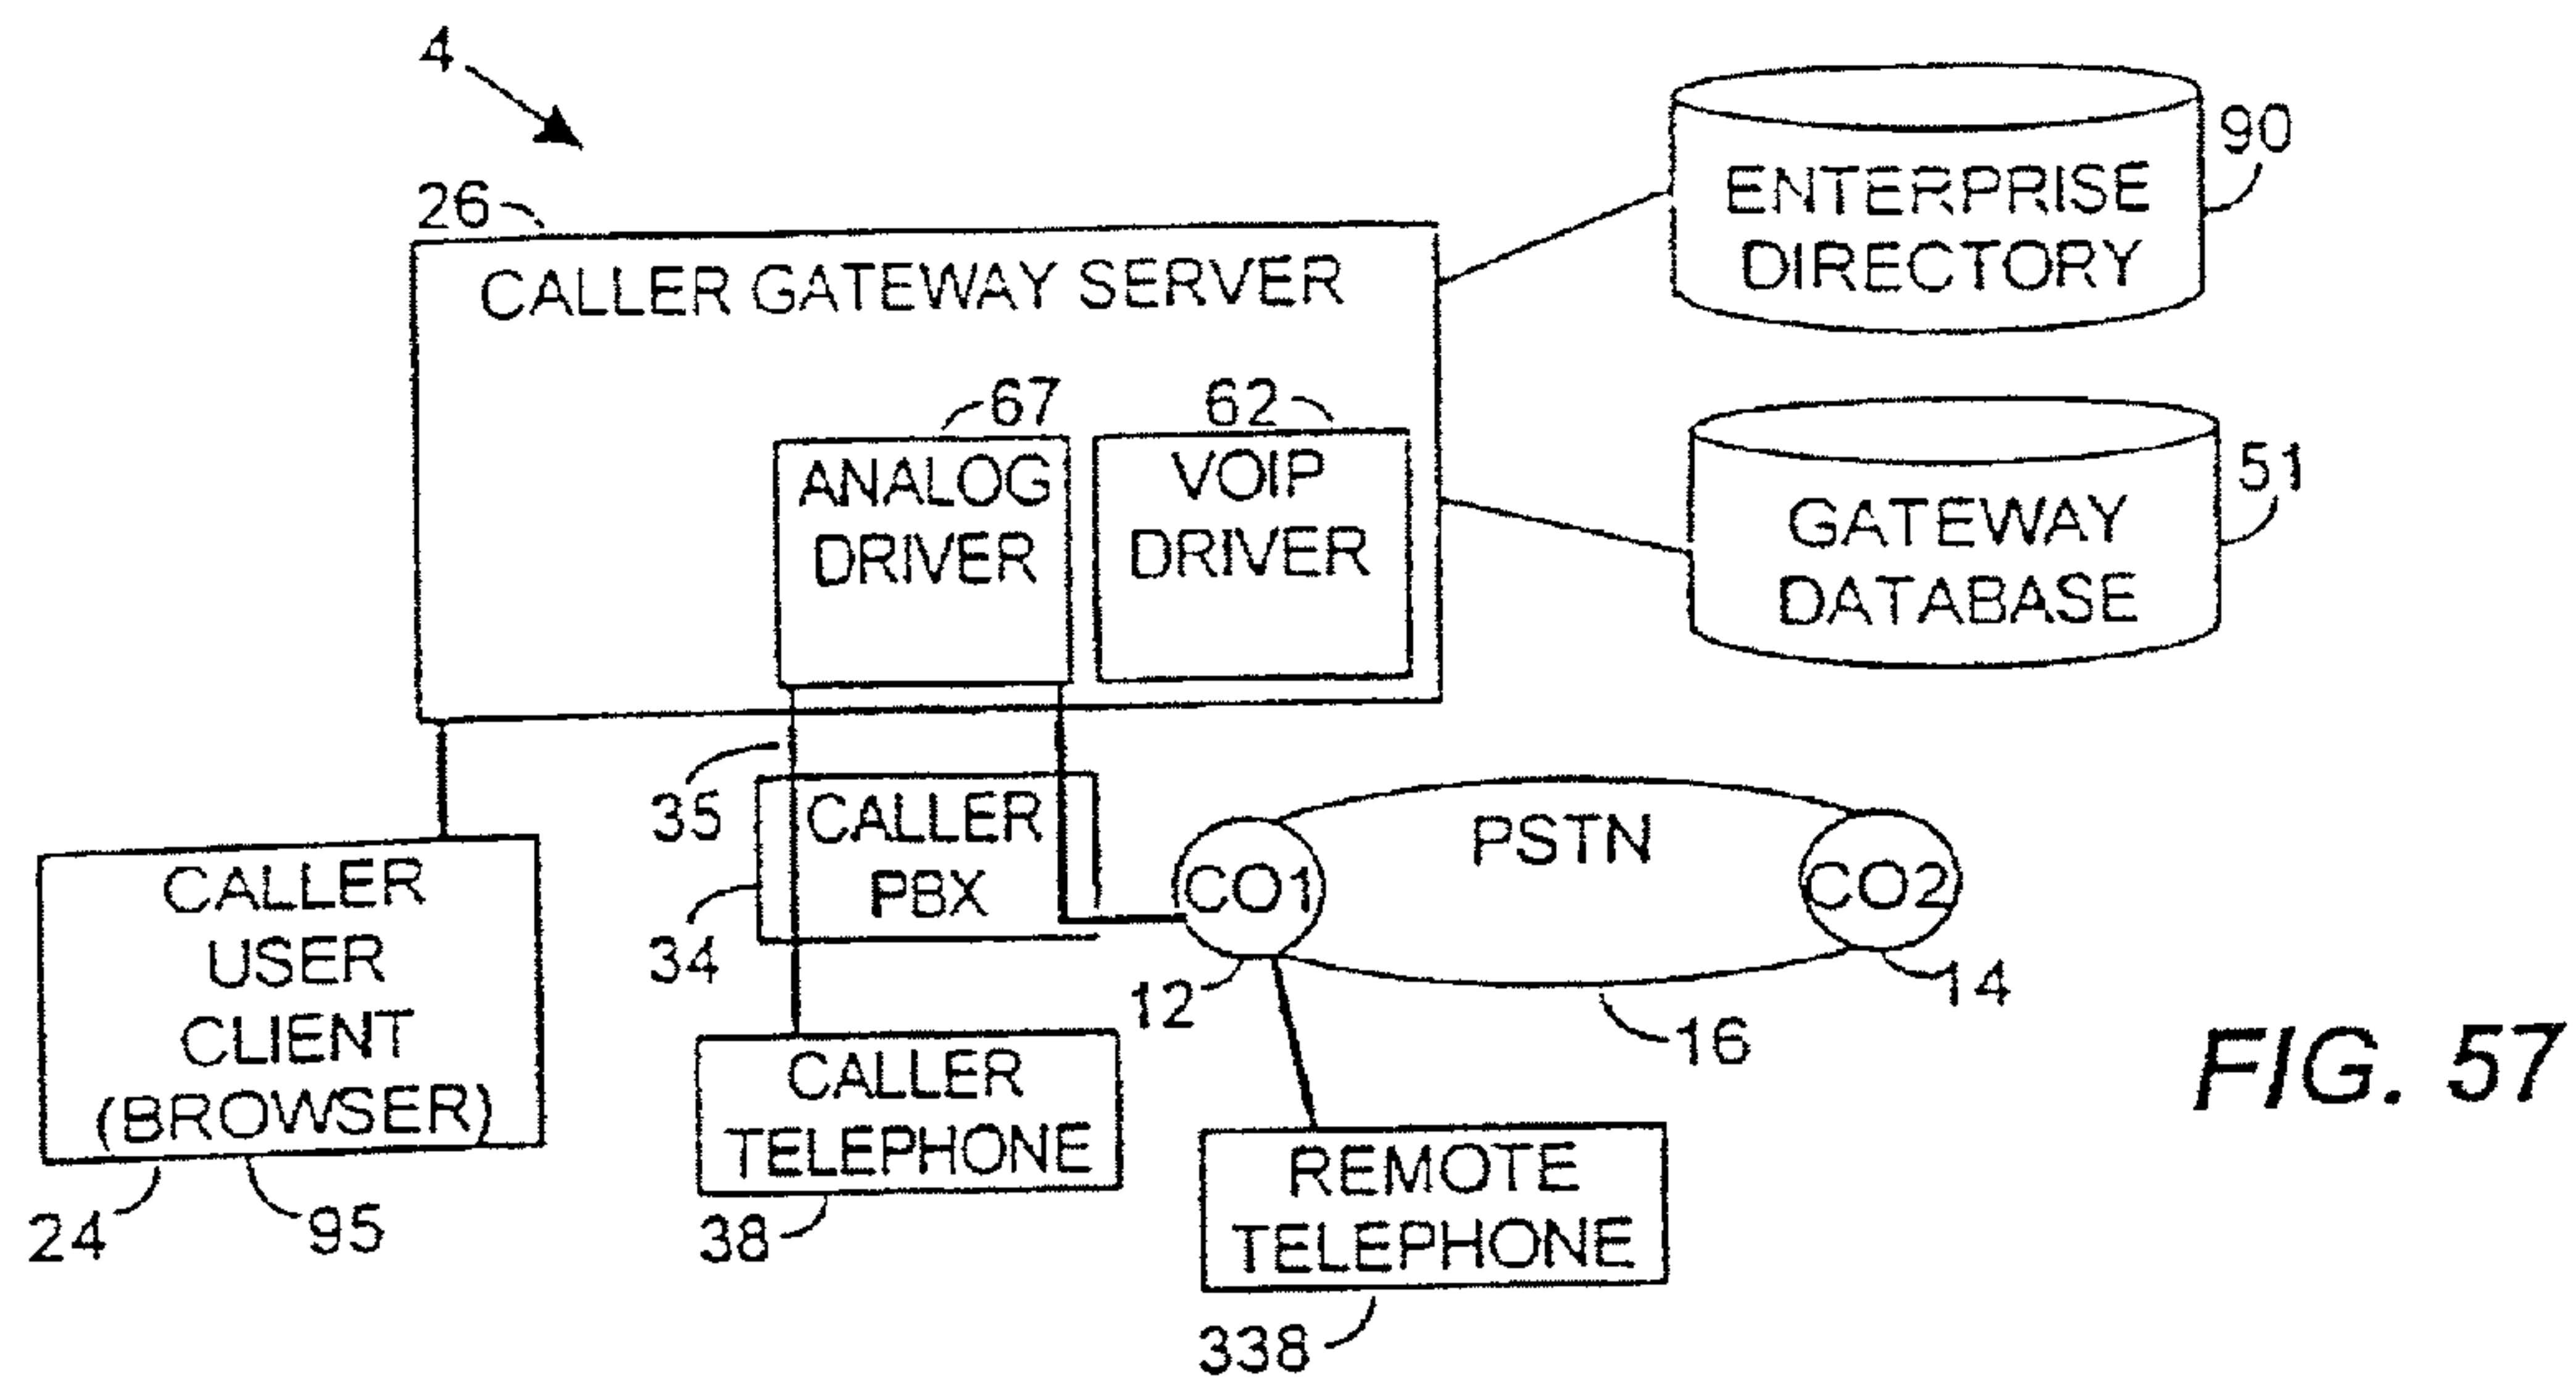 4
26
CALLER GATEWAY SERVER
ENTERPRISE
DIRECTORY
90
67
62
ANALOG
DRIVER
VOIP
DRIVER
GATEWAY
DATABASE
51
35
CALLER
PBX
34
PSTN
CO1
CO2
12
14
16
CALLER
USER
CLIENT
(BROWSER)
24
95
CALLER
TELEPHONE
38
REMOTE
TELEPHONE
338
FIG. 57